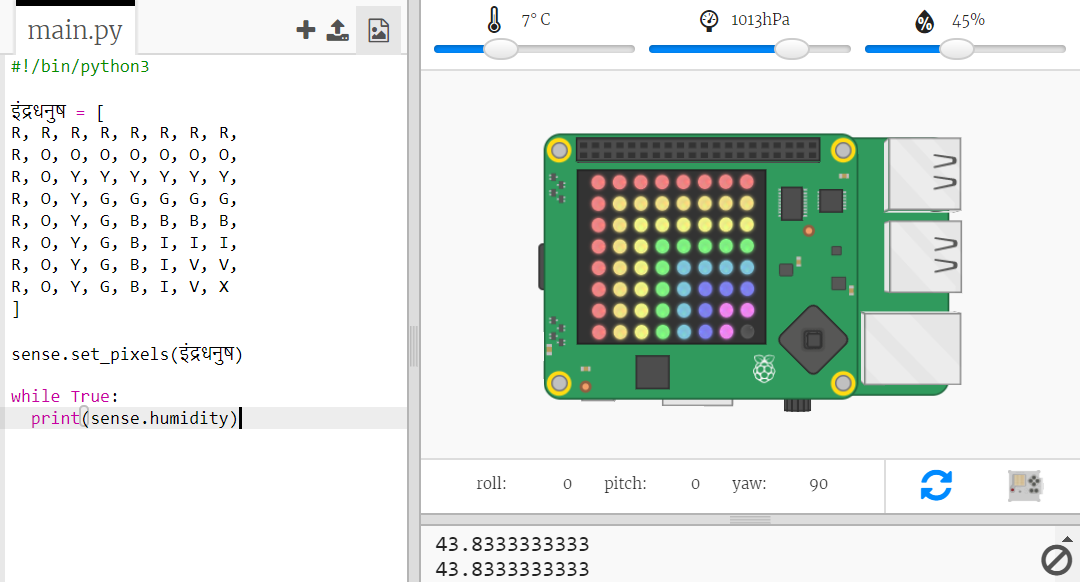 main.py
#!/bin/python3
इंद्रधनुष = [
R, R, R, R, R, R, R, R,
R, O, O, O, O, O, O, O,
R, O, Y, Y, Y, Y, Y, Y,
R, O, Y, G, G, G, G, G,
R, O, Y, G, B, B, B, B,
R, O, Y, G, B, I, I, I,
R, O, Y, G, B, I, V, V,
R, O, Y, G, B, I, V, X
]
sense.set_pixels(इंद्रधनुष)
while True:
print(sense.humidity)
7° C 1013hPa % 45%
roll: 0 pitch: 0 yaw: 90
43.8333333333
43.8333333333